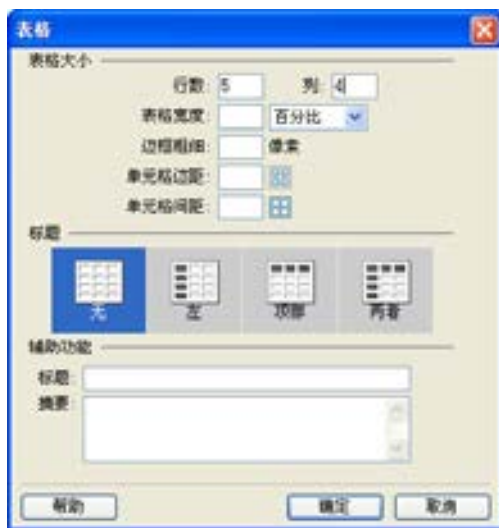 表格
表格大小
行数: 5 列: 4
表格宽度: 百分比
边框粗细: 像素
单元格边距:
单元格间距:
标题
无 左 顶部 两者
辅助功能
标题:
摘要:
帮助 确定 取消